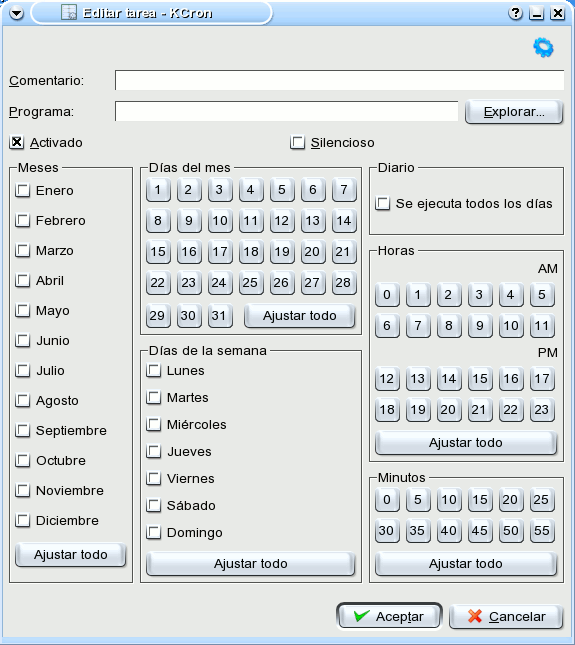 Editar tarea - KCron
Comentario:
Programa:
Explorar...
Activado
Silencioso
Meses
Enero
Febrero
Marzo
Abril
Mayo
Junio
Julio
Agosto
Septiembre
Octubre
Noviembre
Diciembre
Ajustar todo
Días del mes
1 2 3 4 5 6 7
8 9 10 11 12 13 14
15 16 17 18 19 20 21
22 23 24 25 26 27 28
29 30 31 Ajustar todo
Días de la semana
Lunes
Martes
Miércoles
Jueves
Viernes
Sábado
Domingo
Ajustar todo
Diario
Se ejecuta todos los días
Horas
AM
0 1 2 3 4 5
6 7 8 9 10 11
PM
12 13 14 15 16 17
18 19 20 21 22 23
Ajustar todo
Minutos
0 5 10 15 20 25
30 35 40 45 50 55
Ajustar todo
Aceptar
Cancelar